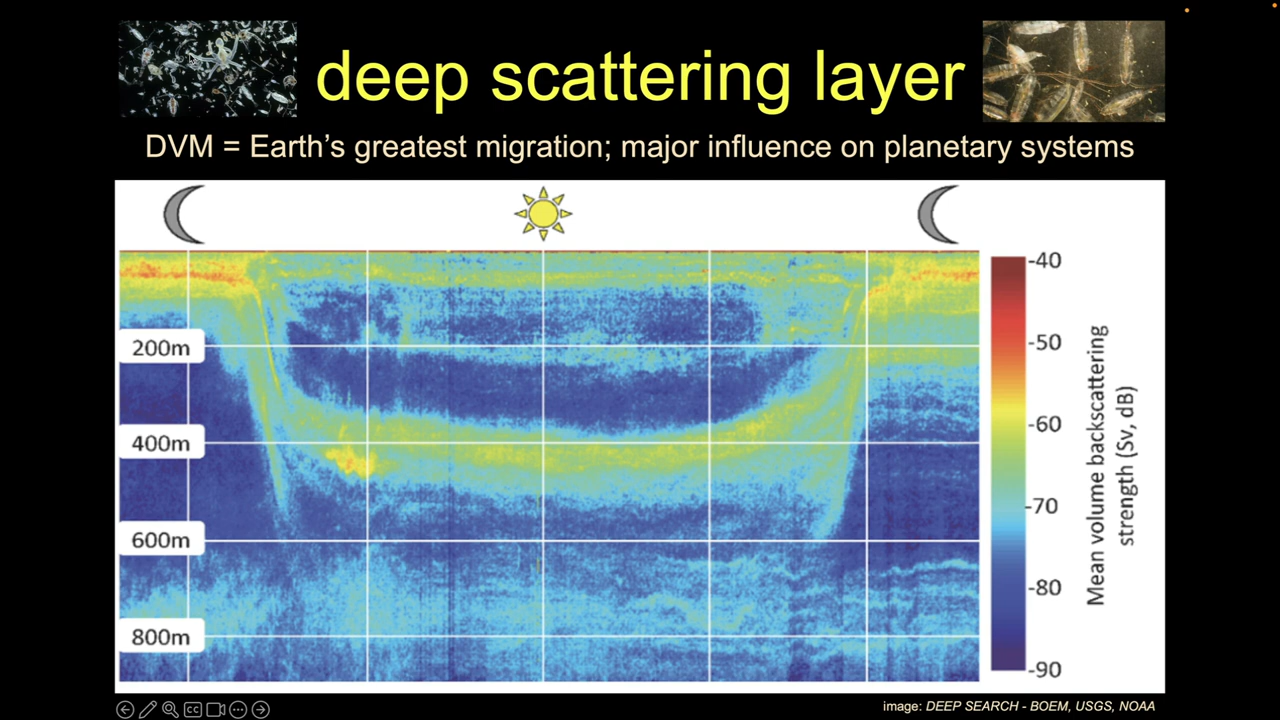 deep scattering layer
DVM = Earth's greatest migration; major influence on planetary systems
200m
400m
600m
800m
-40
-50
-60
-70
-80
-90
Mean volume backscattering
strength (Sv, dB)
CC
image: DEEP SEARCH - BOEM, USGS, NOAA